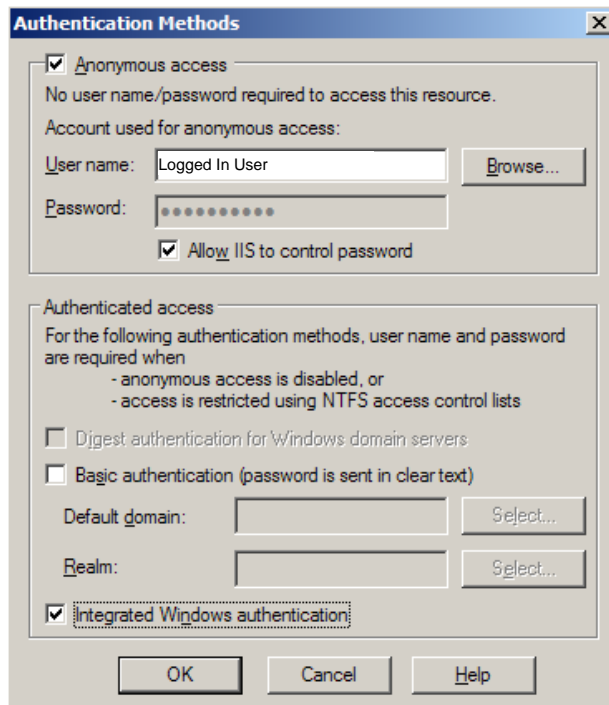 Authentication Methods
Anonymous access
No user name/password required to access this resource.
Account used for anonymous access:
User name: Logged In User Browse...
Password: ●●●●●●●●●●
Allow IIS to control password
Authenticated access
For the following authentication methods, user name and password
are required when
- anonymous access is disabled, or
- access is restricted using NTFS access control lists
Digest authentication for Windows domain servers
Basic authentication (password is sent in clear text)
Default domain: Select...
Realm: Select...
Integrated Windows authentication
OK Cancel Help